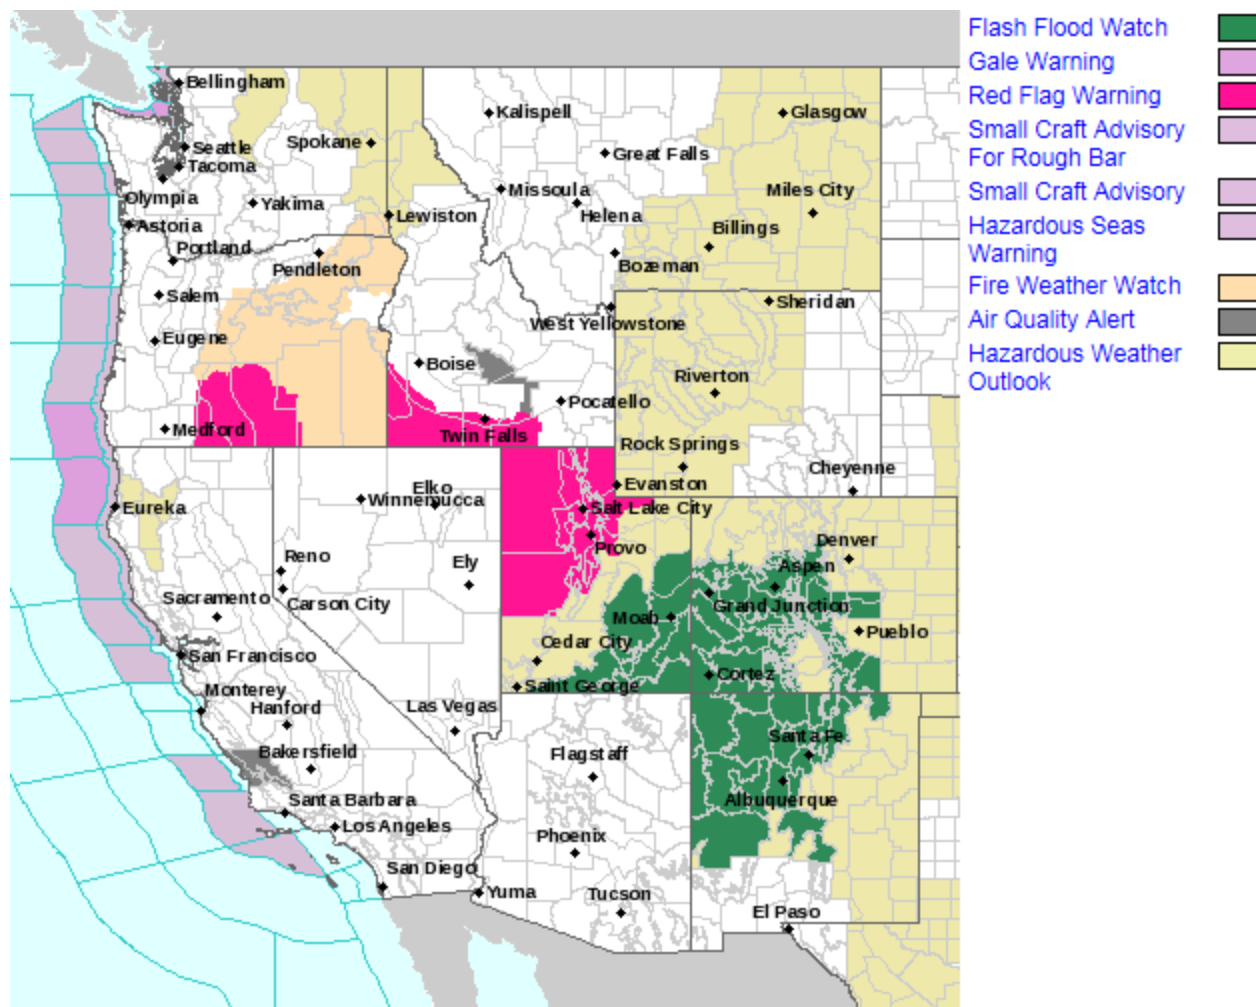 Flash Flood Watch
Gale Warning
Red Flag Warning
Small Craft Advisory
For Rough Bar
Small Craft Advisory
Hazardous Seas
Warning
Fire Weather Watch
Air Quality Alert
Hazardous Weather
Outlook
Bellingham
Kalispell
Glasgow
Seattle
Spokane
Great Falls
Tacoma
Missoula
Miles City
Olympia
Yakima
Lewiston
Helena
Astoria
Billings
Portland
Pendleton
Bozeman
Salem
Sheridan
West Yellowstone
Eugene
Boise
Riverton
Pocatello
Medford
Twin Falls
Rock Springs
Cheyenne
Evanston
Elko
Winnemucca
Eureka
Salt Lake City
Provo
Denver
Reno
Ely
Aspen
Sacramento
Carson City
Grand Junction
Moab
Pueblo
Cedar City
San Francisco
Cortez
Saint George
Monterey
Hanford
Las Vegas
Santa Fe
Bakersfield
Flagstaff
Santa Barbara
Albuquerque
Los Angeles
Phoenix
San Diego
Yuma
Tucson
El Paso